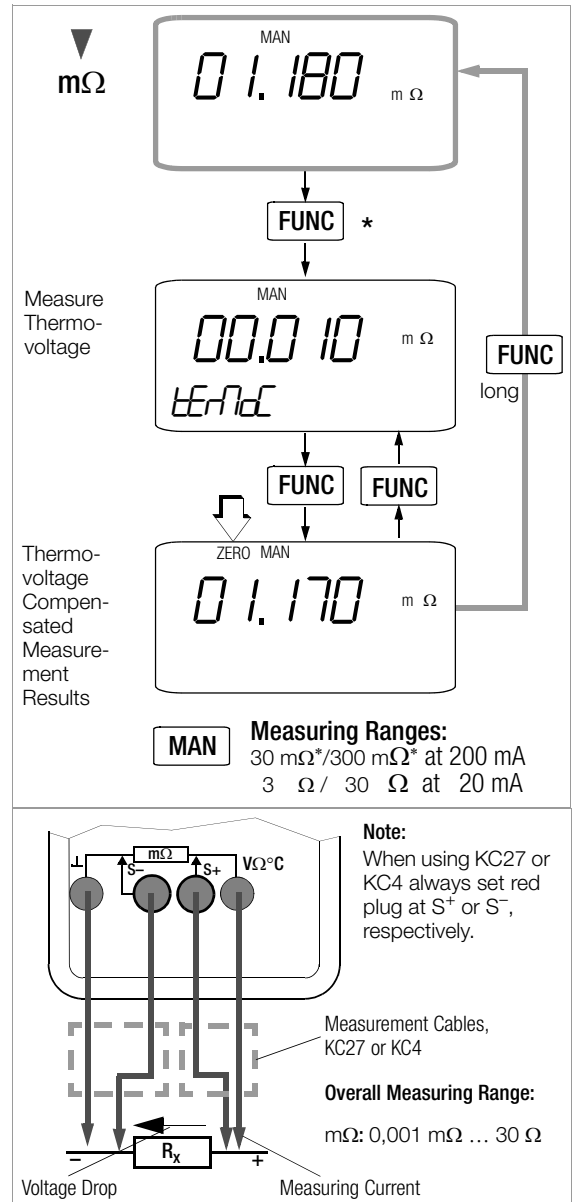 MAN
mΩ
01.180 m Ω
FUNC *
Measure
Thermo-
voltage
MAN
00.010 m Ω
tErMoC
FUNC
long
FUNC FUNC
Thermo-
voltage
Compen-
sated
Measure-
ment
Results
ZERO MAN
01.170 m Ω
MAN
Measuring Ranges:
30 mΩ*/300 mΩ* at 200 mA
3 Ω / 30 Ω at 20 mA
⊥ S– mΩ S+ VΩ°C
Note:
When using KC27 or
KC4 always set red
plug at S+ or S–,
respectively.
Measurement Cables,
KC27 or KC4
Overall Measuring Range:
mΩ: 0,001 mΩ … 30 Ω
– Rx +
Voltage Drop
Measuring Current